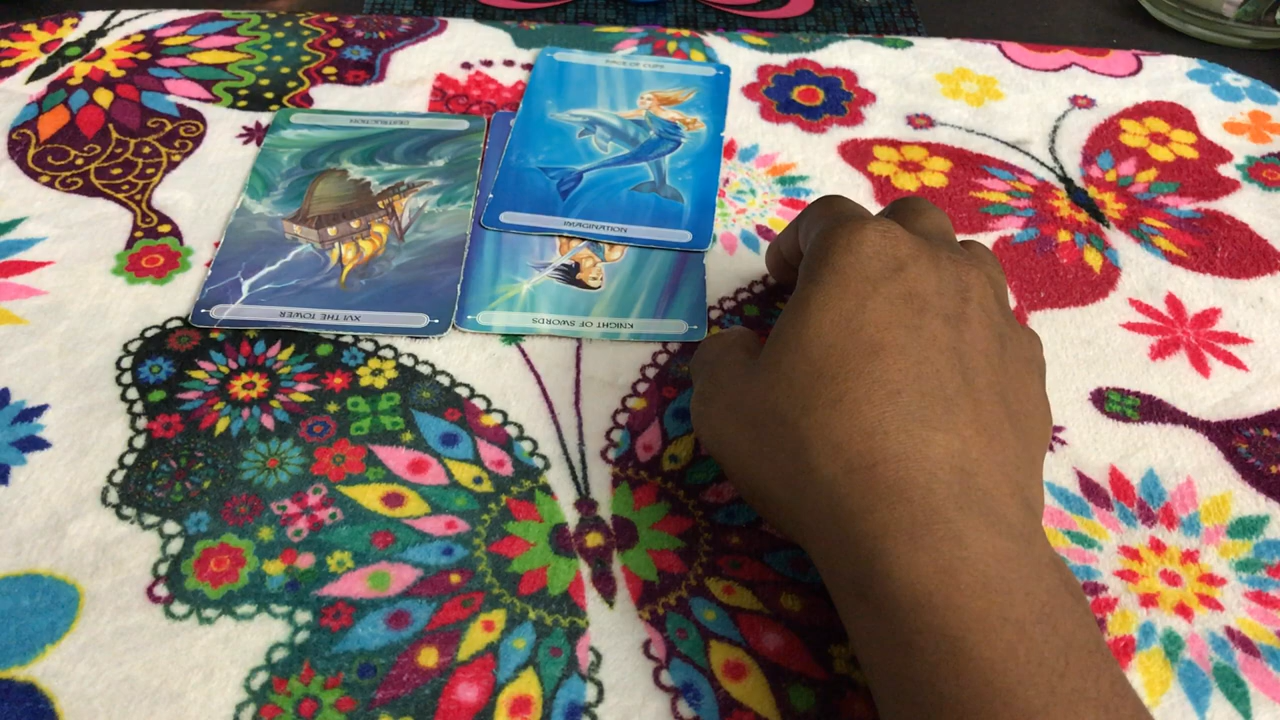 PAGE OF CUPS
DESTRUCTION
IMAGINATION
XVI THE TOWER
KNIGHT OF SWORDS